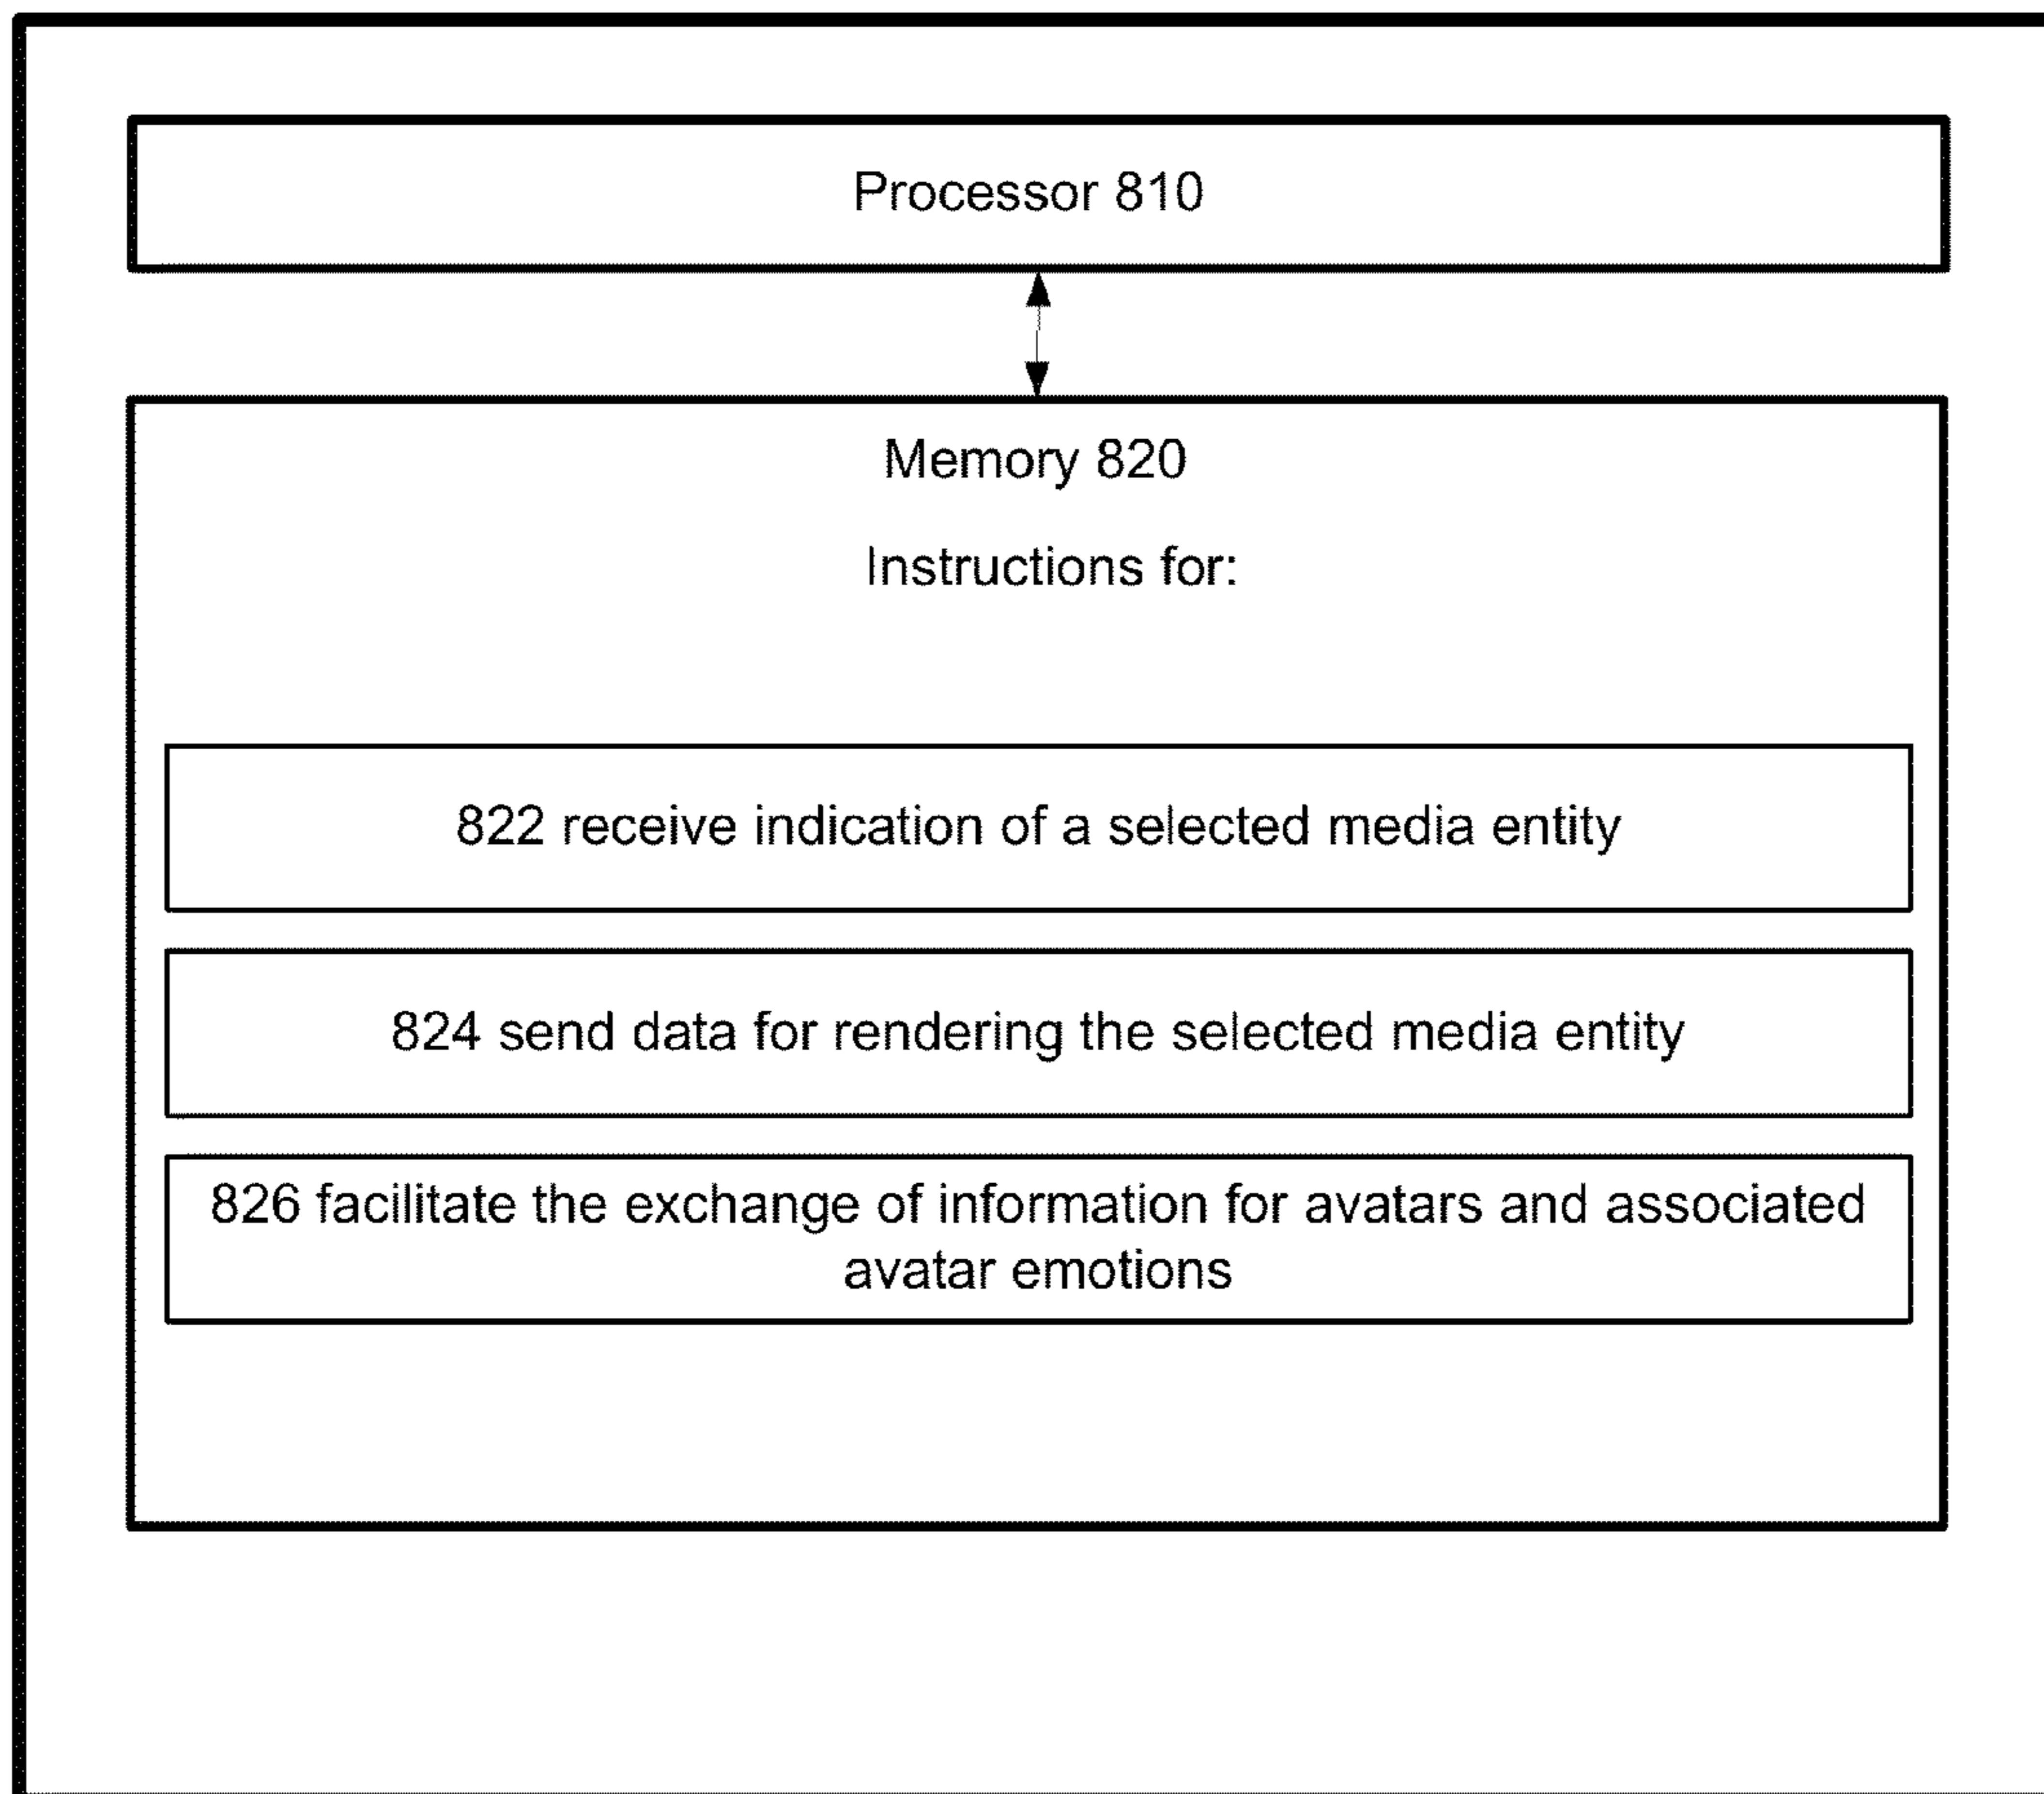 Processor 810
Memory 820
Instructions for:
822 receive indication of a selected media entity
824 send data for rendering the selected media entity
826 facilitate the exchange of information for avatars and associated
avatar emotions